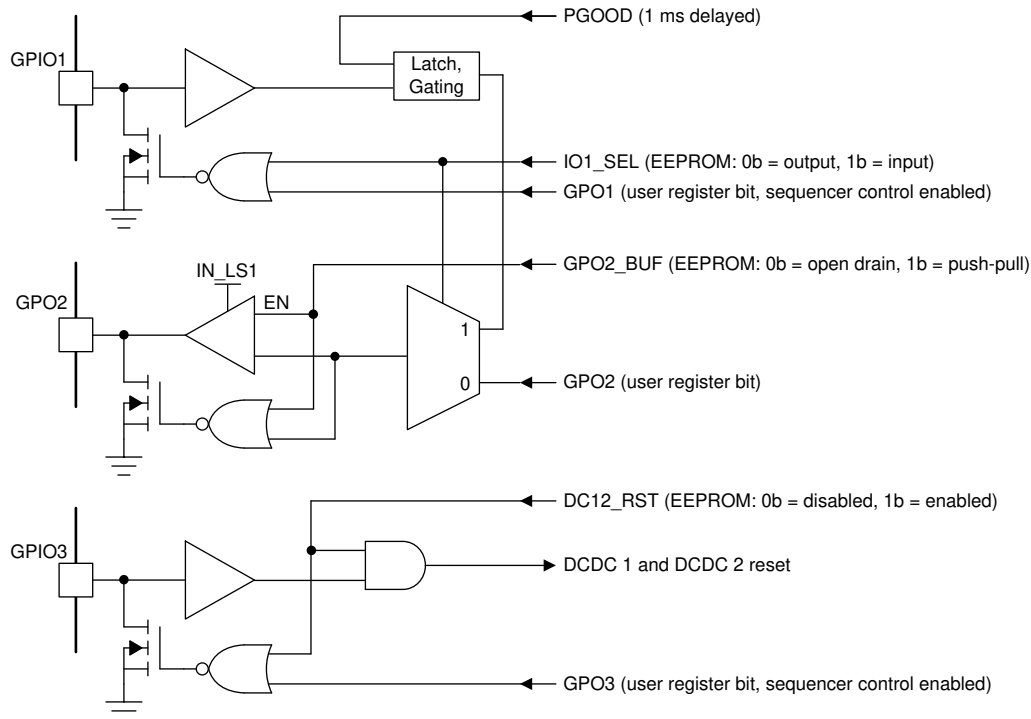 PGOOD (1 ms delayed)
GPIO1
Latch,
Gating
IO1_SEL (EEPROM: 0b = output, 1b = input)
GPO1 (user register bit, sequencer control enabled)
GPO2_BUF (EEPROM: 0b = open drain, 1b = push-pull)
IN_LS1
GPO2
EN
1
0
GPO2 (user register bit)
DC12_RST (EEPROM: 0b = disabled, 1b = enabled)
GPIO3
DCDC 1 and DCDC 2 reset
GPO3 (user register bit, sequencer control enabled)